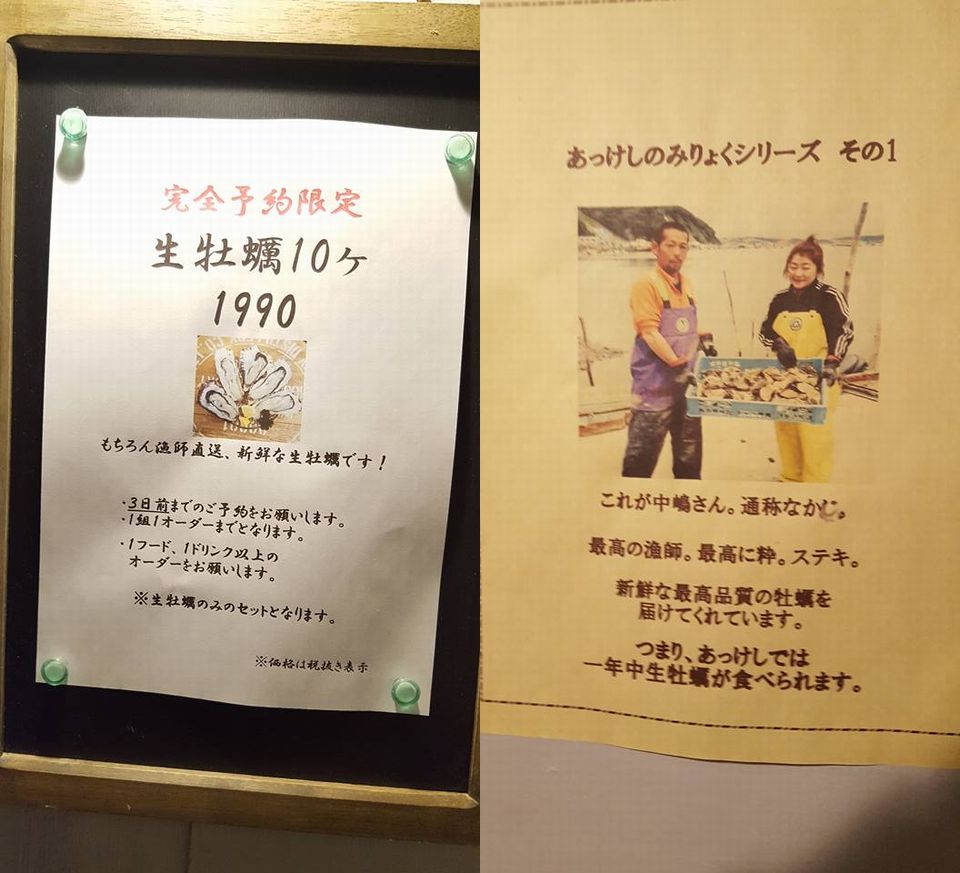 完全予約限定
生牡蠣10ヶ
1990
もちろん漁師直送、新鮮な生牡蠣です！
・3日前までのご予約をお願いします。
・1組1オーダーまでとなります。
・1フード、1ドリンク以上の
オーダーをお願いします。
※生牡蠣のみのセットとなります。
※価格は税抜き表示
あっけしのみりょくシリーズ その1
これが中嶋さん。通称なかじ。
最高の漁師。最高に粋。ステキ。
新鮮な最高品質の牡蠣を
届けてくれています。
つまり、あっけしでは
一年中生牡蠣が食べられます。